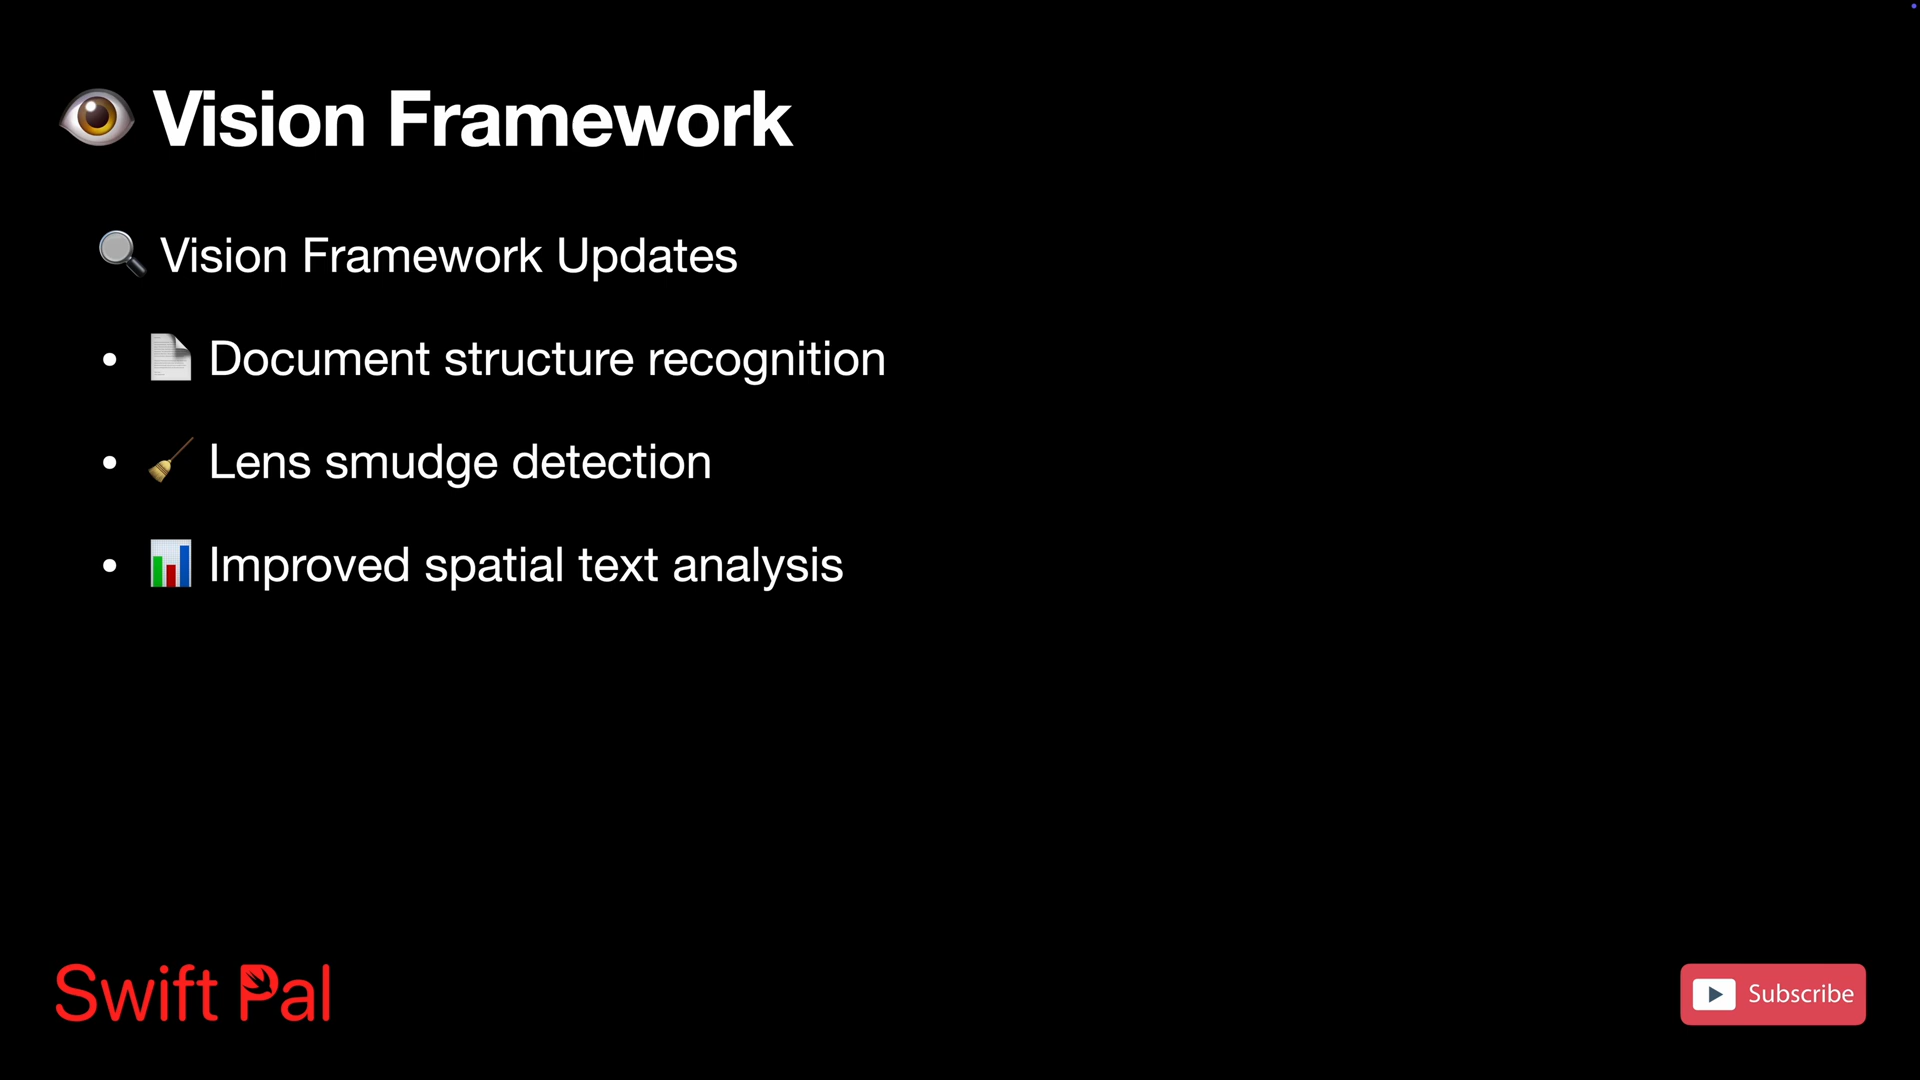 👁️ Vision Framework
🔍 Vision Framework Updates
• 📄 Document structure recognition
• 🧹 Lens smudge detection
• 📊 Improved spatial text analysis
Swift Pal
Subscribe